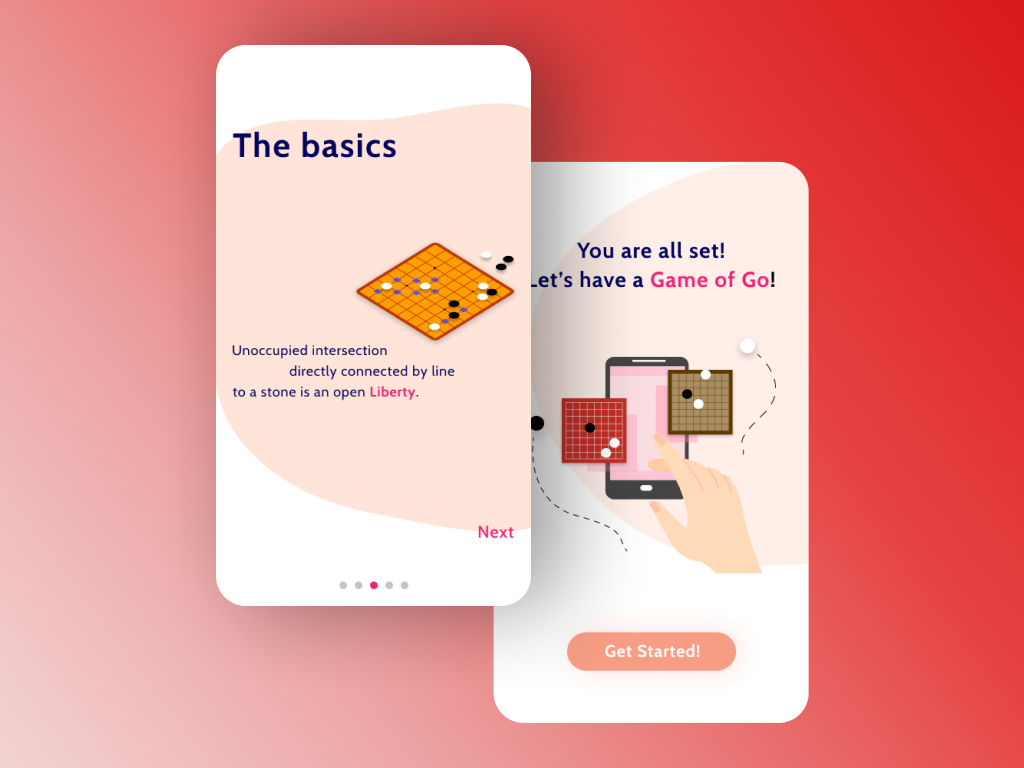 The basics
Unoccupied intersection
directly connected by line
to a stone is an open Liberty.
Next
You are all set!
Let's have a Game of Go!
Get Started!